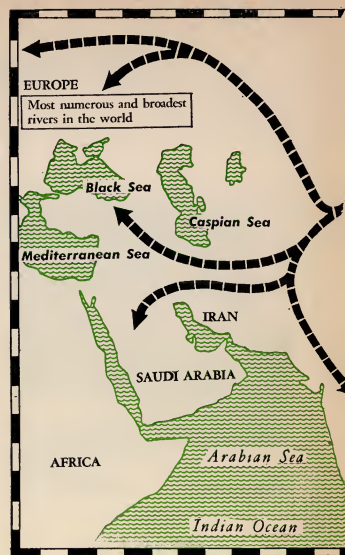 EUROPE
Most numerous and broadest
rivers in the world
Black Sea
Caspian Sea
Mediterranean Sea
IRAN
SAUDI ARABIA
AFRICA
Arabian Sea
Indian Ocean